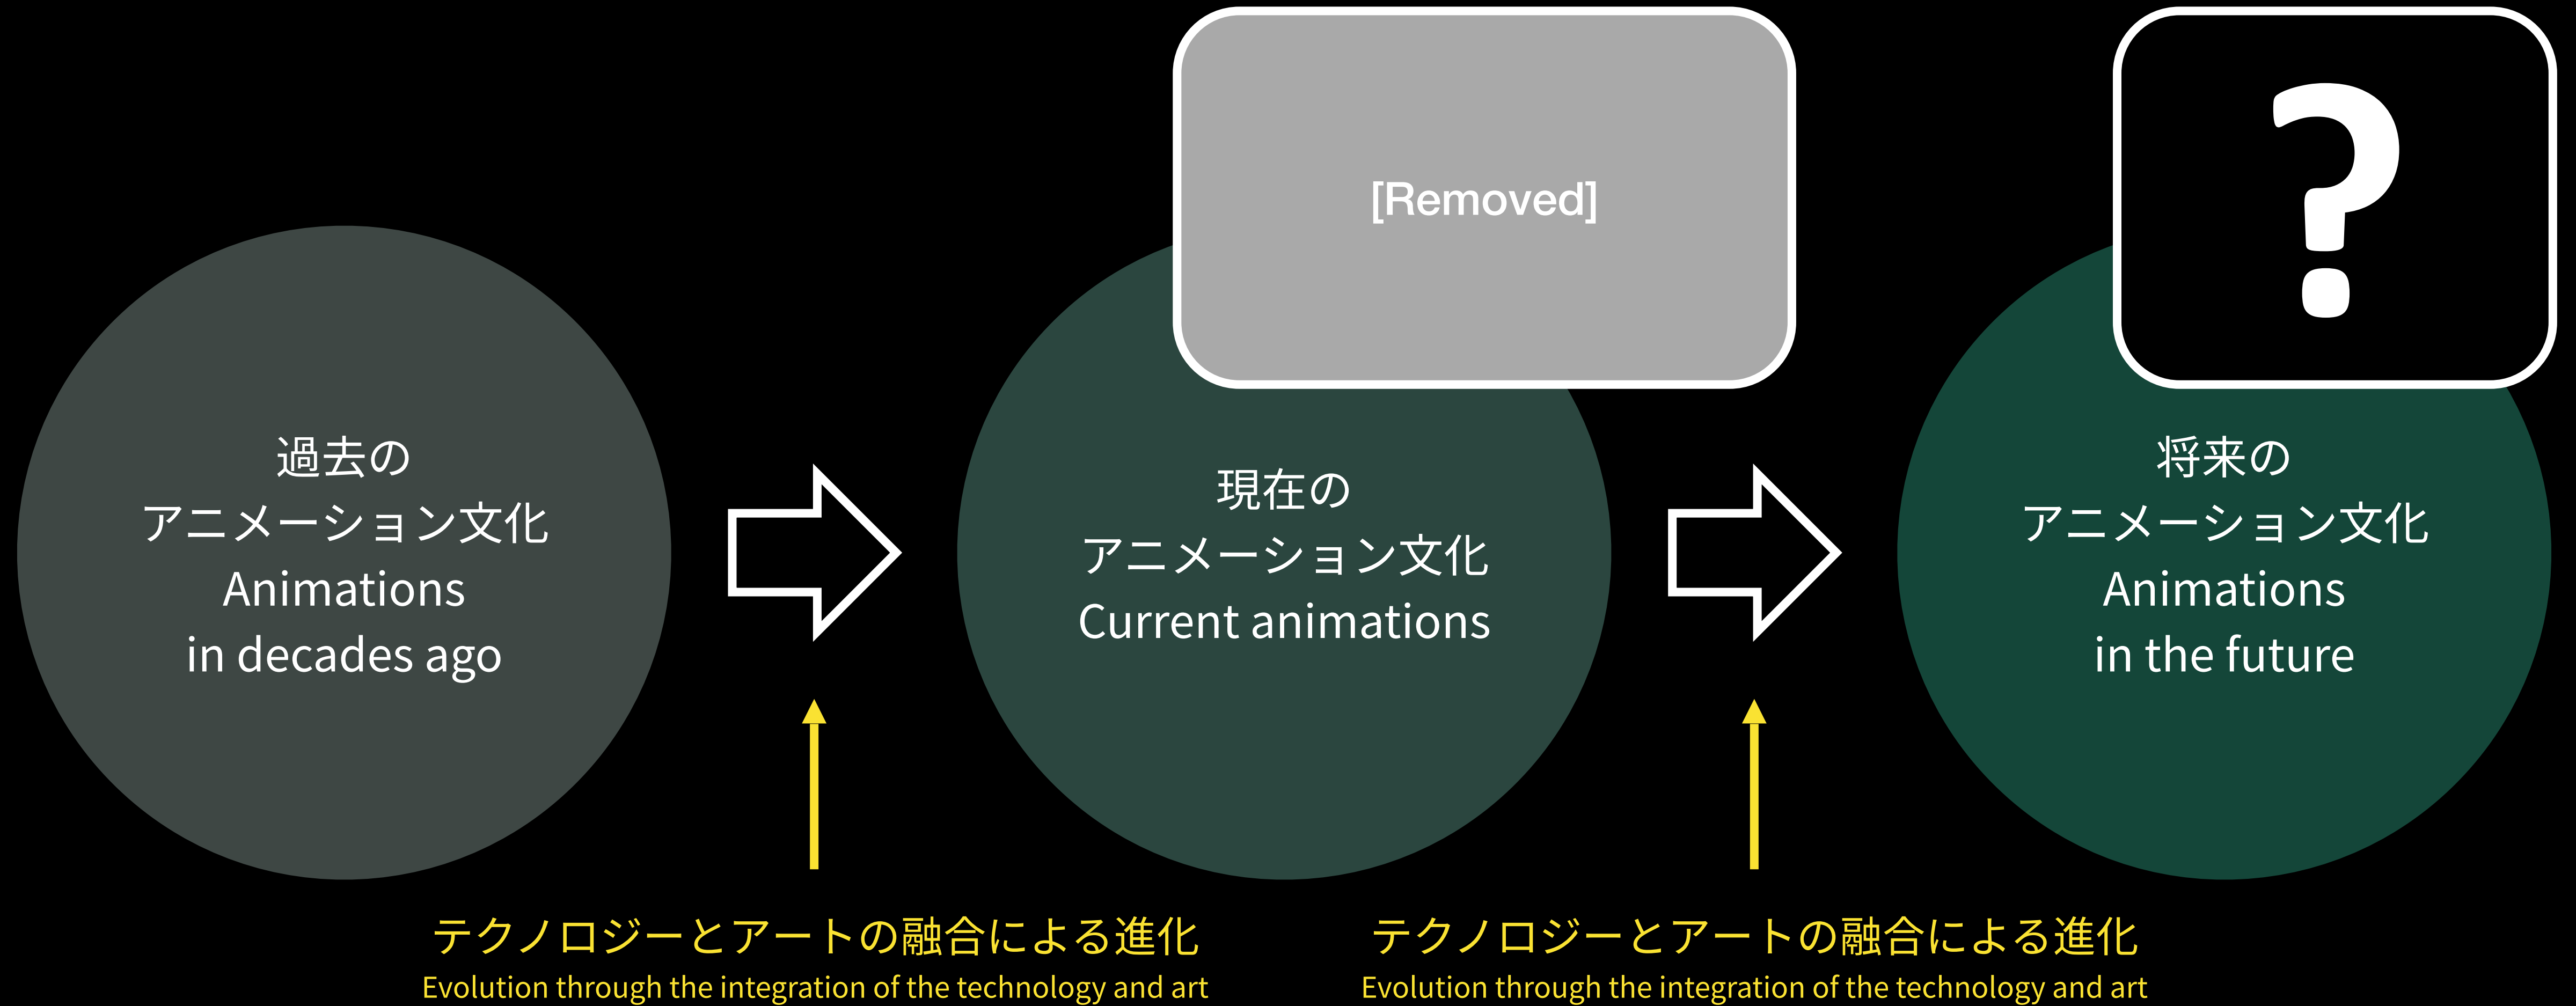 [Removed]
?
過去の
アニメーション文化
Animations
in decades ago
現在の
アニメーション文化
Current animations
将来の
アニメーション文化
Animations
in the future
テクノロジーとアートの融合による進化
Evolution through the integration of the technology and art
テクノロジーとアートの融合による進化
Evolution through the integration of the technology and art